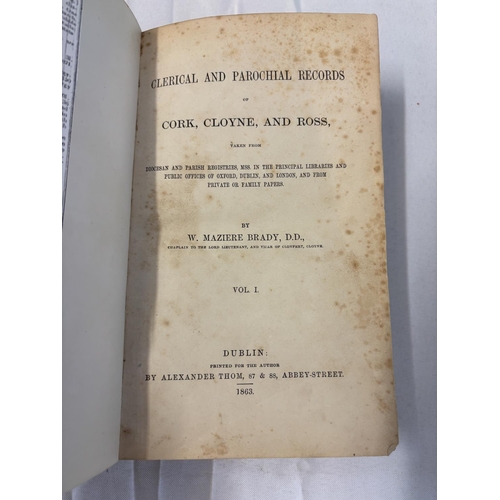 CLERICAL AND PAROCHIAL RECORDS
OF
CORK, CLOYNE, AND ROSS,
TAKEN FROM
DIOCESAN AND PARISH REGISTRIES, MSS. IN THE PRINCIPAL LIBRARIES AND
PUBLIC OFFICES OF OXFORD, DUBLIN, AND LONDON, AND FROM
PRIVATE OR FAMILY PAPERS.
BY
W. MAZIERE BRADY, D.D.,
CHAPLAIN TO THE LORD LIEUTENANT, AND VICAR OF CLONFERT, CLOYNE.
VOL. I.
DUBLIN:
PRINTED FOR THE AUTHOR
BY ALEXANDER THOM, 87 & 88, ABBEY-STREET.
1863.